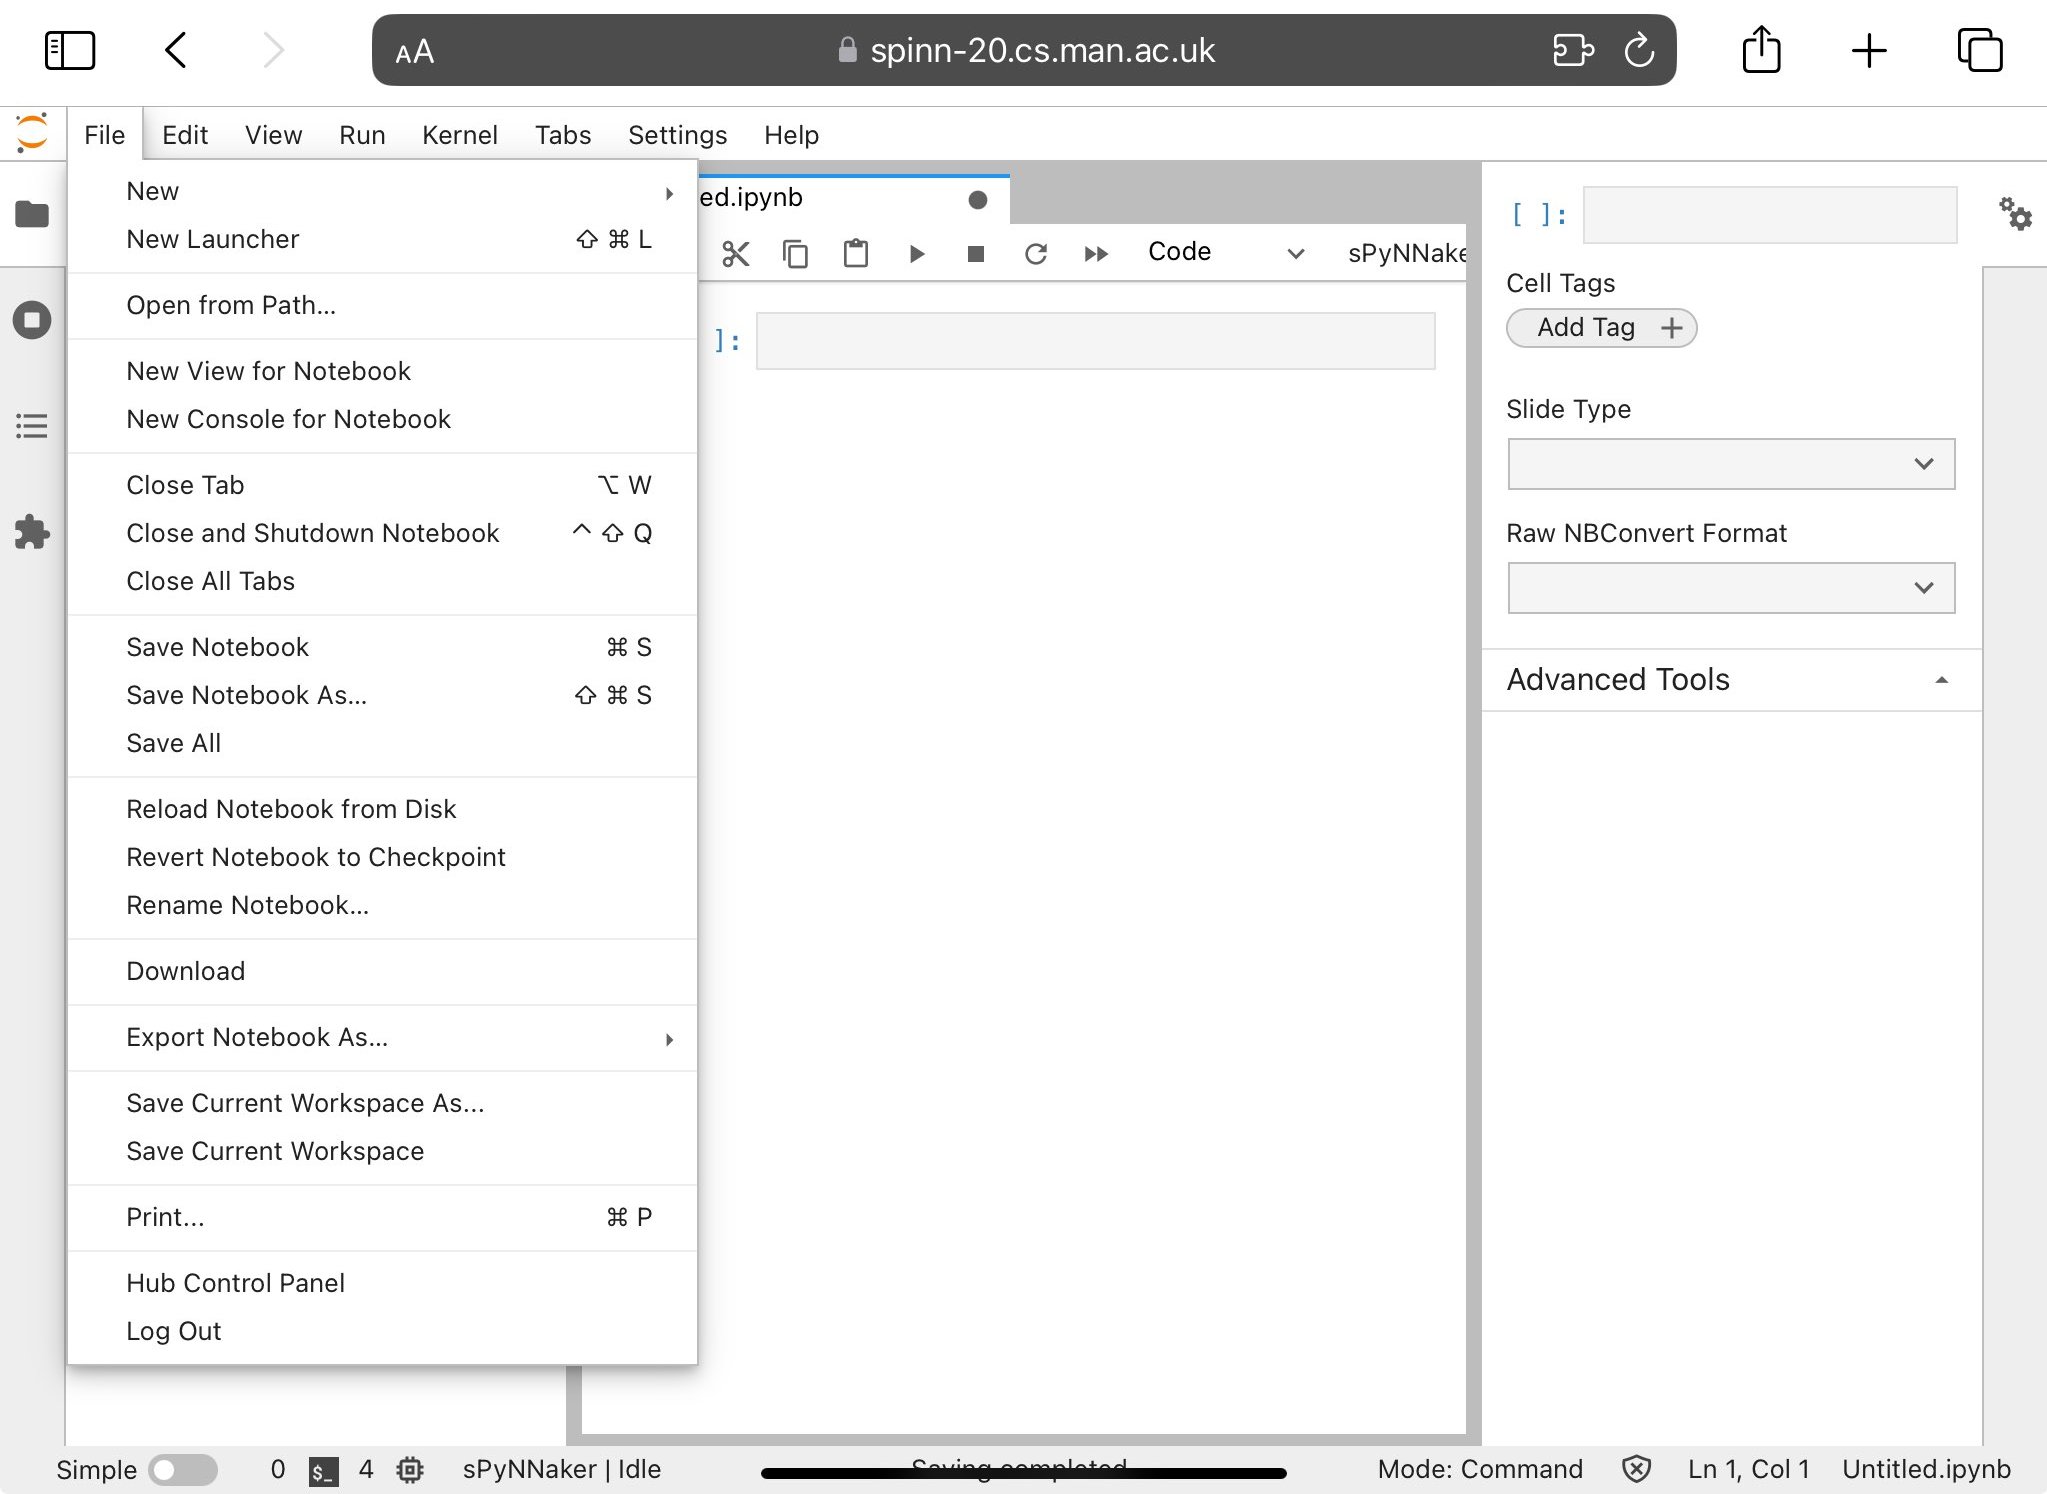 AA
spinn-20.cs.man.ac.uk
File Edit View Run Kernel Tabs Settings Help
New
New Launcher ⇧ ⌘ L
Open from Path...
New View for Notebook
New Console for Notebook
Close Tab ⌥ W
Close and Shutdown Notebook ^ ⇧ Q
Close All Tabs
Save Notebook ⌘ S
Save Notebook As... ⇧ ⌘ S
Save All
Reload Notebook from Disk
Revert Notebook to Checkpoint
Rename Notebook...
Download
Export Notebook As...
Save Current Workspace As...
Save Current Workspace
Print... ⌘ P
Hub Control Panel
Log Out
ed.ipynb
Code sPyNNake
]:
[ ]:
Cell Tags
Add Tag +
Slide Type
Raw NBConvert Format
Advanced Tools
Simple 0 $_ 4 sPyNNaker | Idle Saving completed Mode: Command Ln 1, Col 1 Untitled.ipynb